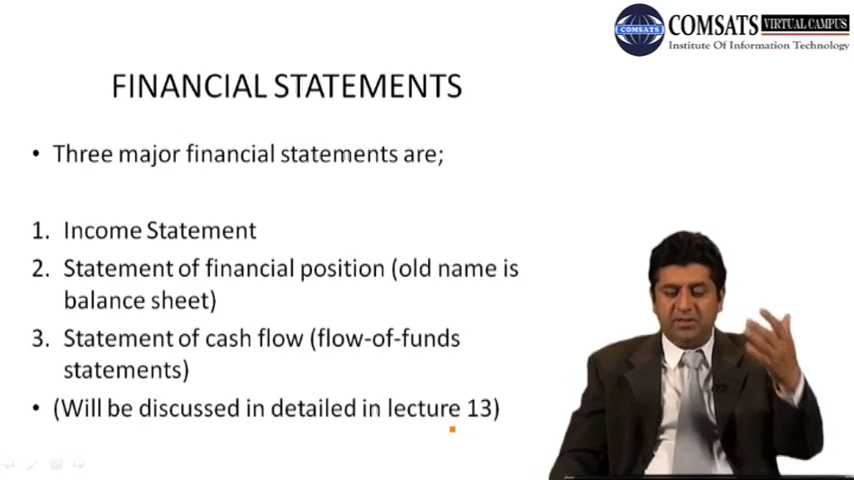 COMSATS
COMSATS VIRTUAL CAMPUS
Institute Of Information Technology
FINANCIAL STATEMENTS
• Three major financial statements are;
1. Income Statement
2. Statement of financial position (old name is
balance sheet)
3. Statement of cash flow (flow-of-funds
statements)
• (Will be discussed in detailed in lecture 13)